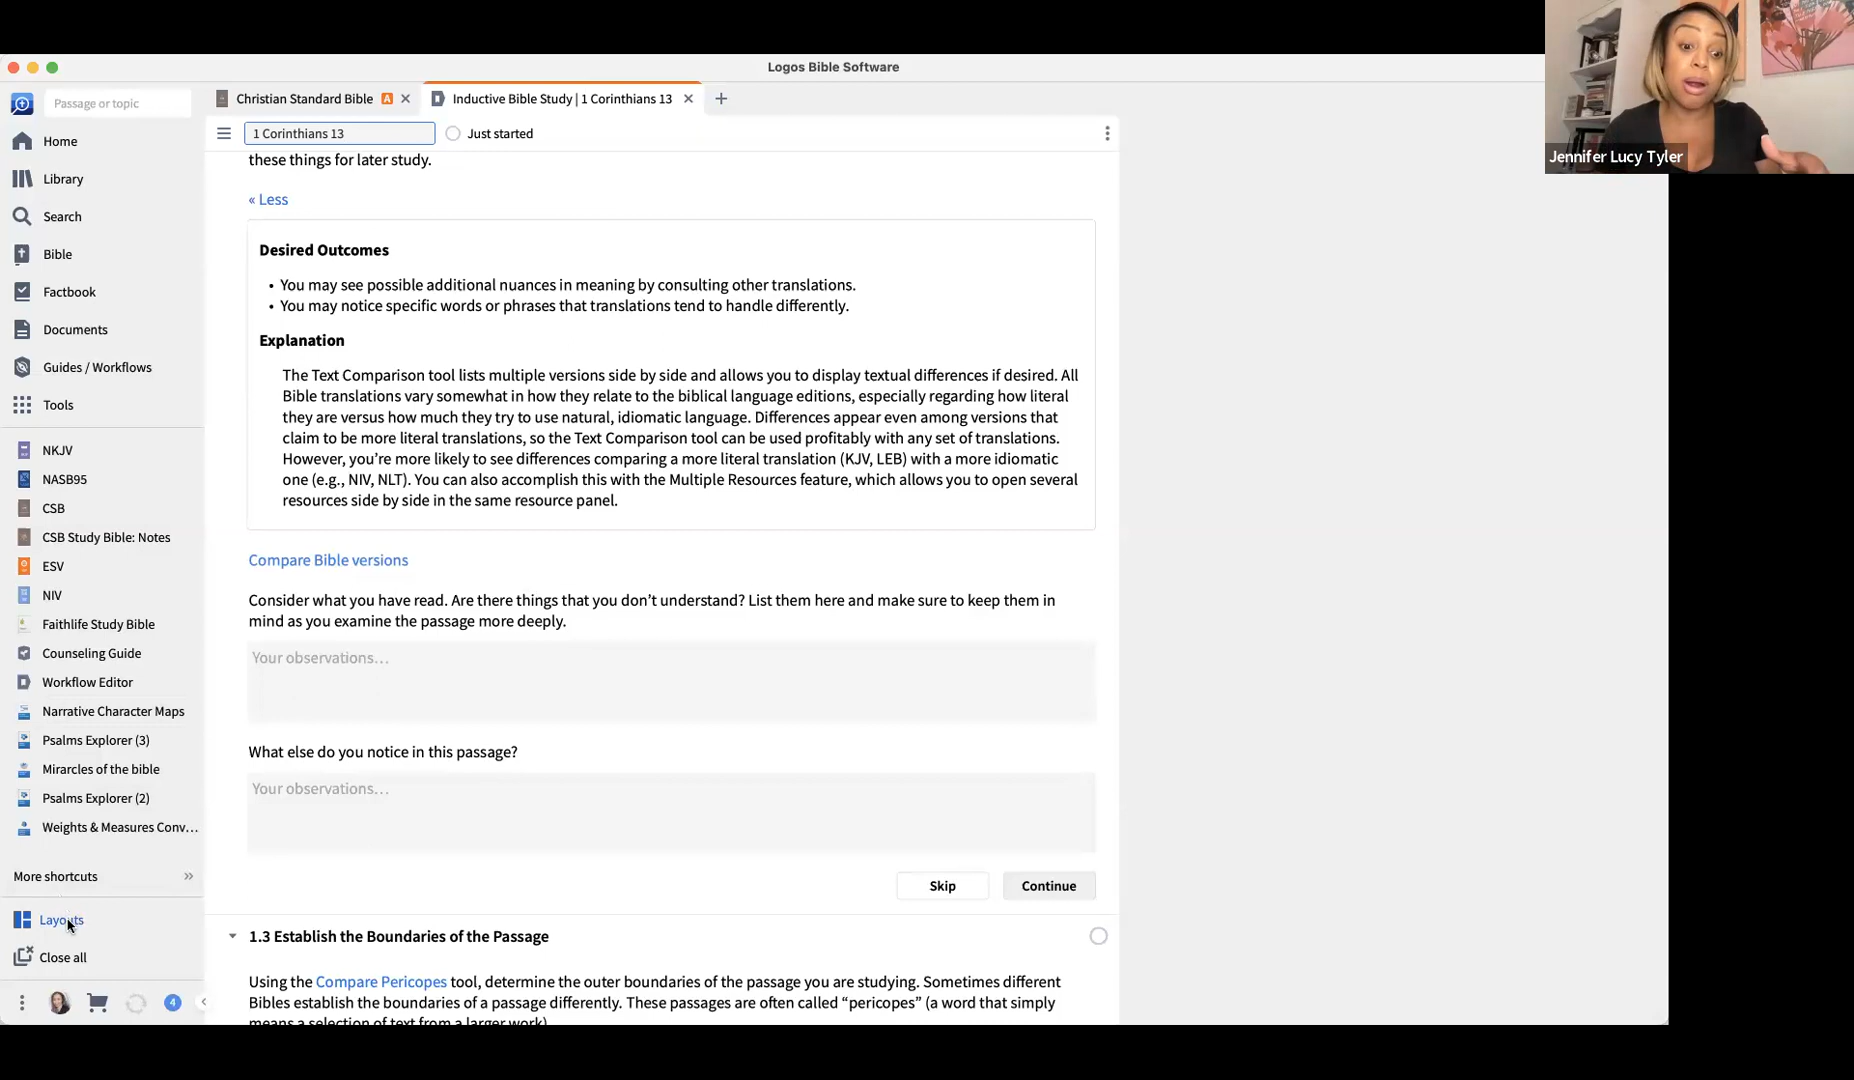 Logos Bible Software
Jennifer Lucy Tyler
Passage or topic
Home
Library
Search
Bible
Factbook
Documents
Guides / Workflows
Tools
NKJV
NASB95
CSB
CSB Study Bible: Notes
ESV
NIV
Faithlife Study Bible
Counseling Guide
Workflow Editor
Narrative Character Maps
Psalms Explorer (3)
Mirarcles of the bible
Psalms Explorer (2)
Weights & Measures Conv…
More shortcuts »
Layouts
Close all
4
Christian Standard Bible A
Inductive Bible Study | 1 Corinthians 13
1 Corinthians 13
Just started
these things for later study.
« Less
Desired Outcomes
• You may see possible additional nuances in meaning by consulting other translations.
• You may notice specific words or phrases that translations tend to handle differently.
Explanation
The Text Comparison tool lists multiple versions side by side and allows you to display textual differences if desired. All
Bible translations vary somewhat in how they relate to the biblical language editions, especially regarding how literal
they are versus how much they try to use natural, idiomatic language. Differences appear even among versions that
claim to be more literal translations, so the Text Comparison tool can be used profitably with any set of translations.
However, you’re more likely to see differences comparing a more literal translation (KJV, LEB) with a more idiomatic
one (e.g., NIV, NLT). You can also accomplish this with the Multiple Resources feature, which allows you to open several
resources side by side in the same resource panel.
Compare Bible versions
Consider what you have read. Are there things that you don’t understand? List them here and make sure to keep them in
mind as you examine the passage more deeply.
Your observations…
What else do you notice in this passage?
Your observations…
Skip
Continue
1.3 Establish the Boundaries of the Passage
Using the Compare Pericopes tool, determine the outer boundaries of the passage you are studying. Sometimes different
Bibles establish the boundaries of a passage differently. These passages are often called “pericopes” (a word that simply
means a selection of text from a larger work).